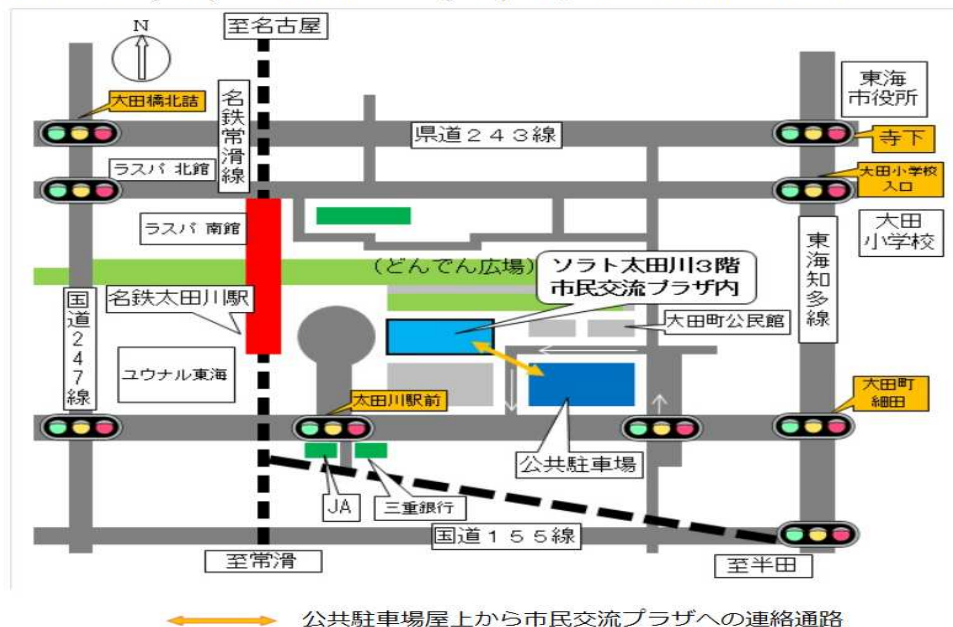 至名古屋
N
大田橋北詰
名鉄常滑線
県道243線
東海
市役所
寺下
ラスパ 北館
大田小学校
入口
ラスパ 南館
大田
小学校
(どんでん広場)
ソラト太田川3階
市民交流プラザ内
東海知多線
国道247線
名鉄太田川駅
大田町公民館
ユウナル東海
太田川駅前
大田町
細田
公共駐車場
JA
三重銀行
国道155線
至常滑
至半田
公共駐車場屋上から市民交流プラザへの連絡通路